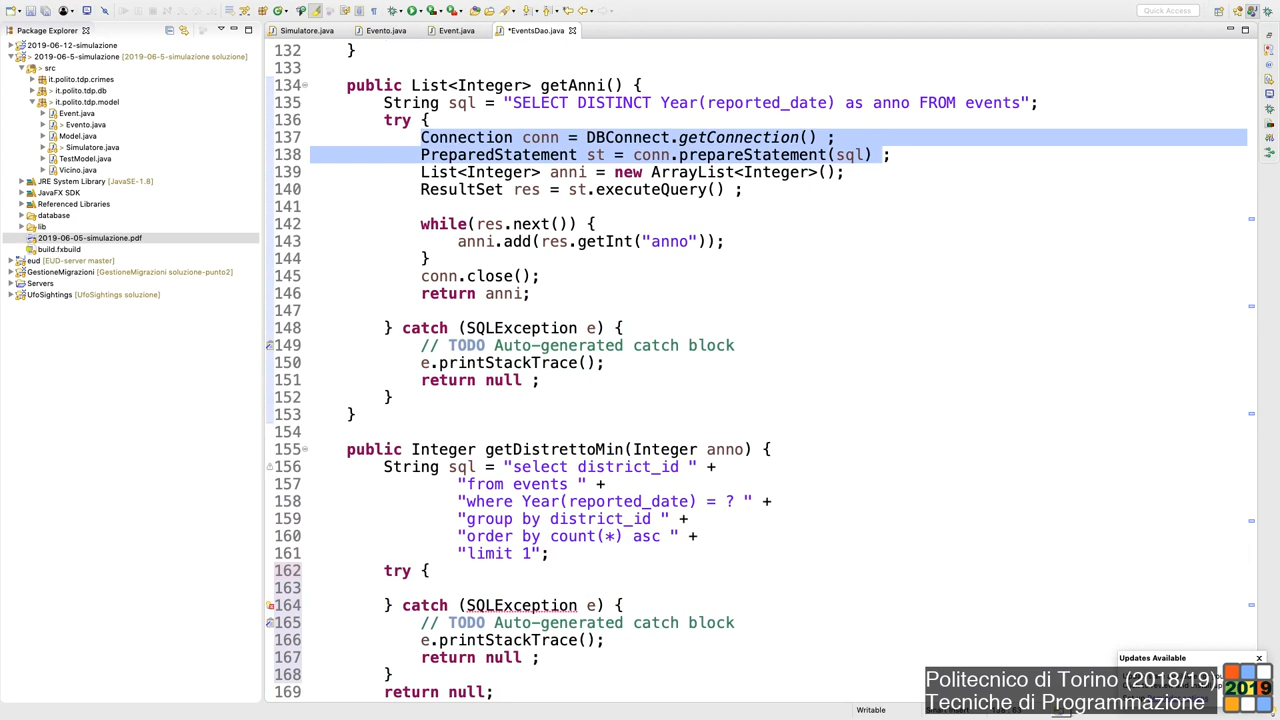 Quick Access
Package Explorer
Simulatore.java
Evento.java
Event.java
*EventsDao.java
2019-06-12-simulazione
> 2019-06-5-simulazione [2019-06-05-simulazione soluzione]
> src
it.polito.tdp.crimes
> it.polito.tdp.db
> it.polito.tdp.model
Event.java
> Evento.java
Model.java
> Simulatore.java
TestModel.java
Vicino.java
JRE System Library [JavaSE-1.8]
JavaFX SDK
Referenced Libraries
database
lib
2019-06-05-simulazione.pdf
build.fxbuild
eud [EUD-server master]
GestioneMigrazioni [GestioneMigrazioni soluzione-punto2]
Servers
UfoSightings [UfoSightings soluzione]
132 }
133
134 public List<Integer> getAnni() {
135 String sql = "SELECT DISTINCT Year(reported_date) as anno FROM events";
136 try {
137 Connection conn = DBConnect.getConnection() ;
138 PreparedStatement st = conn.prepareStatement(sql) ;
139 List<Integer> anni = new ArrayList<Integer>();
140 ResultSet res = st.executeQuery() ;
141
142 while(res.next()) {
143 anni.add(res.getInt("anno"));
144 }
145 conn.close();
146 return anni;
147
148 } catch (SQLException e) {
149 // TODO Auto-generated catch block
150 e.printStackTrace();
151 return null ;
152 }
153 }
154
155 public Integer getDistrettoMin(Integer anno) {
156 String sql = "select district_id " +
157 "from events " +
158 "where Year(reported_date) = ? " +
159 "group by district_id " +
160 "order by count(*) asc " +
161 "limit 1";
162 try {
163
164 } catch (SQLException e) {
165 // TODO Auto-generated catch block
166 e.printStackTrace();
167 return null ;
168 }
169 return null;
Updates Available
Politecnico di Torino (2018/19)
Tecniche di Programmazione
2019
Writable